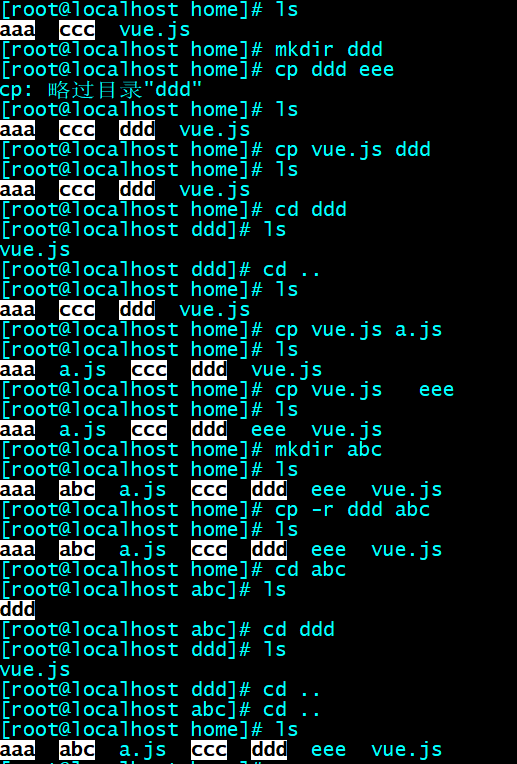 [root@localhost home]# ls
aaa  ccc  vue.js
[root@localhost home]# mkdir ddd
[root@localhost home]# cp ddd eee
cp: 略过目录"ddd"
[root@localhost home]# ls
aaa  ccc  ddd  vue.js
[root@localhost home]# cp vue.js ddd
[root@localhost home]# ls
aaa  ccc  ddd  vue.js
[root@localhost home]# cd ddd
[root@localhost ddd]# ls
vue.js
[root@localhost ddd]# cd ..
[root@localhost home]# ls
aaa  ccc  ddd  vue.js
[root@localhost home]# cp vue.js a.js
[root@localhost home]# ls
aaa  a.js  ccc  ddd  vue.js
[root@localhost home]# cp vue.js   eee
[root@localhost home]# ls
aaa  a.js  ccc  ddd  eee  vue.js
[root@localhost home]# mkdir abc
[root@localhost home]# ls
aaa  abc  a.js  ccc  ddd  eee  vue.js
[root@localhost home]# cp -r ddd abc
[root@localhost home]# ls
aaa  abc  a.js  ccc  ddd  eee  vue.js
[root@localhost home]# cd abc
[root@localhost abc]# ls
ddd
[root@localhost abc]# cd ddd
[root@localhost ddd]# ls
vue.js
[root@localhost ddd]# cd ..
[root@localhost abc]# cd ..
[root@localhost home]# ls
aaa  abc  a.js  ccc  ddd  eee  vue.js